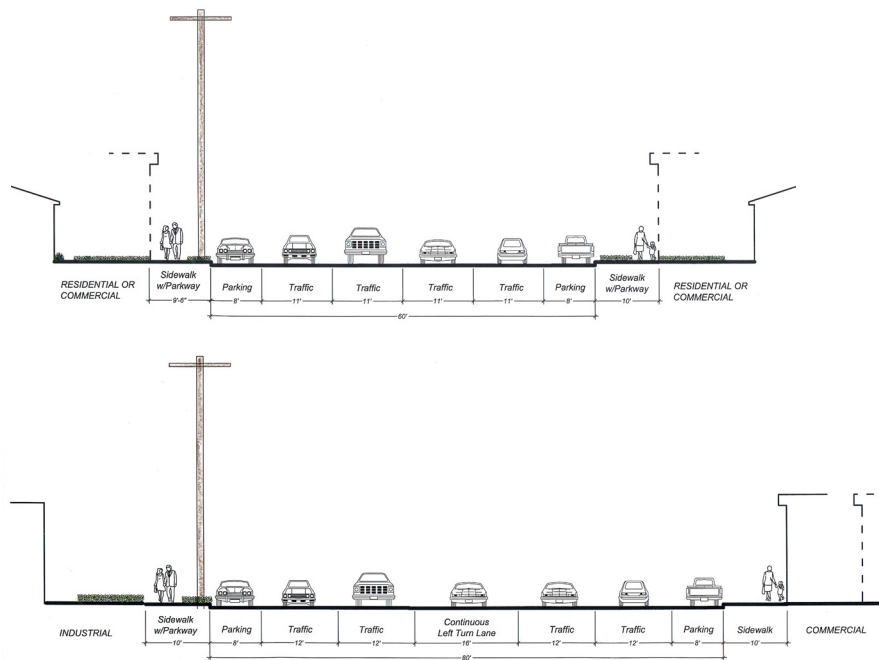 RESIDENTIAL OR
COMMERCIAL
Sidewalk
w/Parkway
9'-6"
Parking
8'
Traffic
11'
Traffic
11'
Traffic
11'
Traffic
11'
Parking
8'
Sidewalk
w/Parkway
10'
RESIDENTIAL OR
COMMERCIAL
60'
INDUSTRIAL
Sidewalk
w/Parkway
10'
Parking
8'
Traffic
12'
Traffic
12'
Continuous
Left Turn Lane
16'
Traffic
12'
Traffic
12'
Parking
8'
Sidewalk
10'
COMMERCIAL
80'